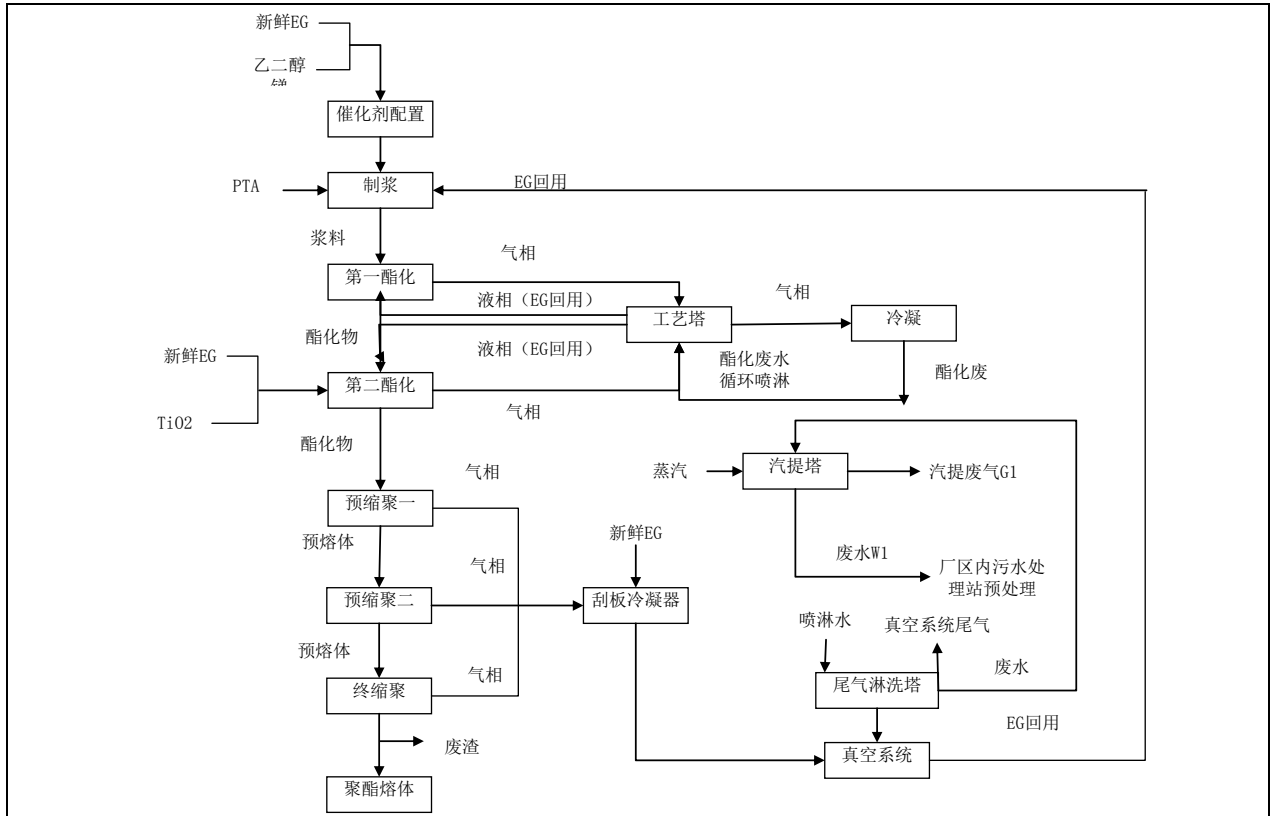 新鲜EG
乙二醇
催化剂配置
PTA
制浆
EG回用
浆料
气相
第一酯化
液相（EG回用）
气相
工艺塔
冷凝
酯化物
新鲜EG
液相（EG回用）
酯化废水
循环喷淋
酯化废
第二酯化
气相
TiO2
酯化物
气相
蒸汽
汽提塔
汽提废气G1
预缩聚一
新鲜EG
预熔体
废水W1
气相
厂区内污水处
理站预处理
预缩聚二
刮板冷凝器
喷淋水
真空系统尾气
预熔体
气相
废水
终缩聚
尾气淋洗塔
EG回用
废渣
真空系统
聚酯熔体